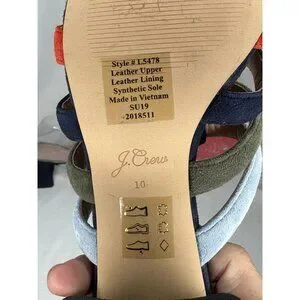 Style # L5478
Leather Upper
Leather Lining
Synthetic Sole
Made in Vietnam
SU19
-2018511
J.Crew
10